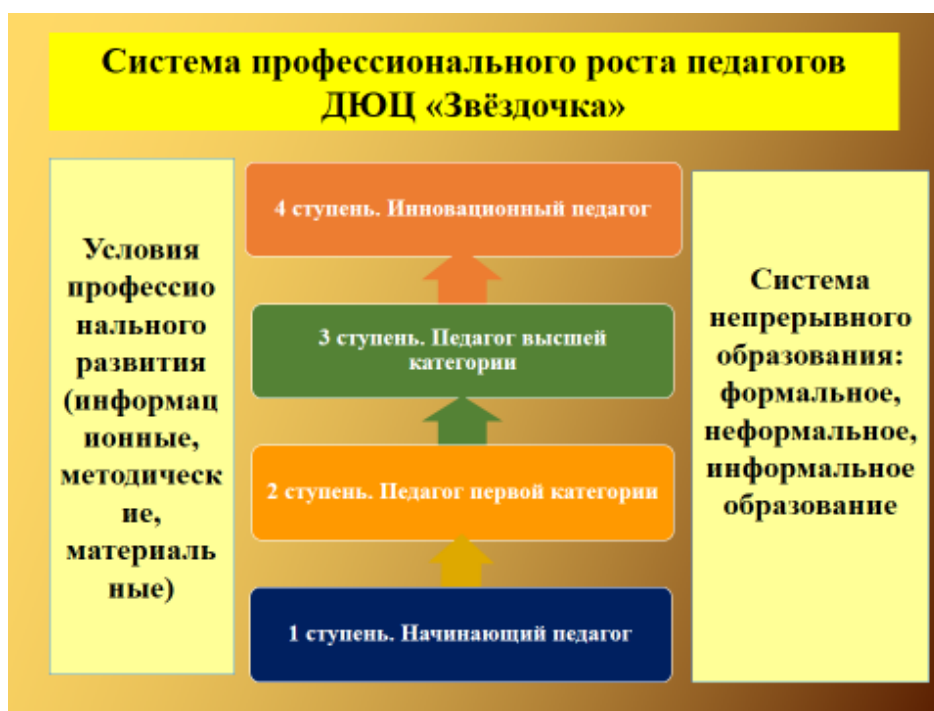 Система профессионального роста педагогов
ДЮЦ «Звёздочка»
Условия
профессио
нального
развития
(информац
ионные,
методическ
ие,
материаль
ные)
4 ступень. Инновационный педагог
3 ступень. Педагог высшей
категории
2 ступень. Педагог первой категории
1 ступень. Начинающий педагог
Система
непрерывного
образования:
формальное,
неформальное,
информальное
образование